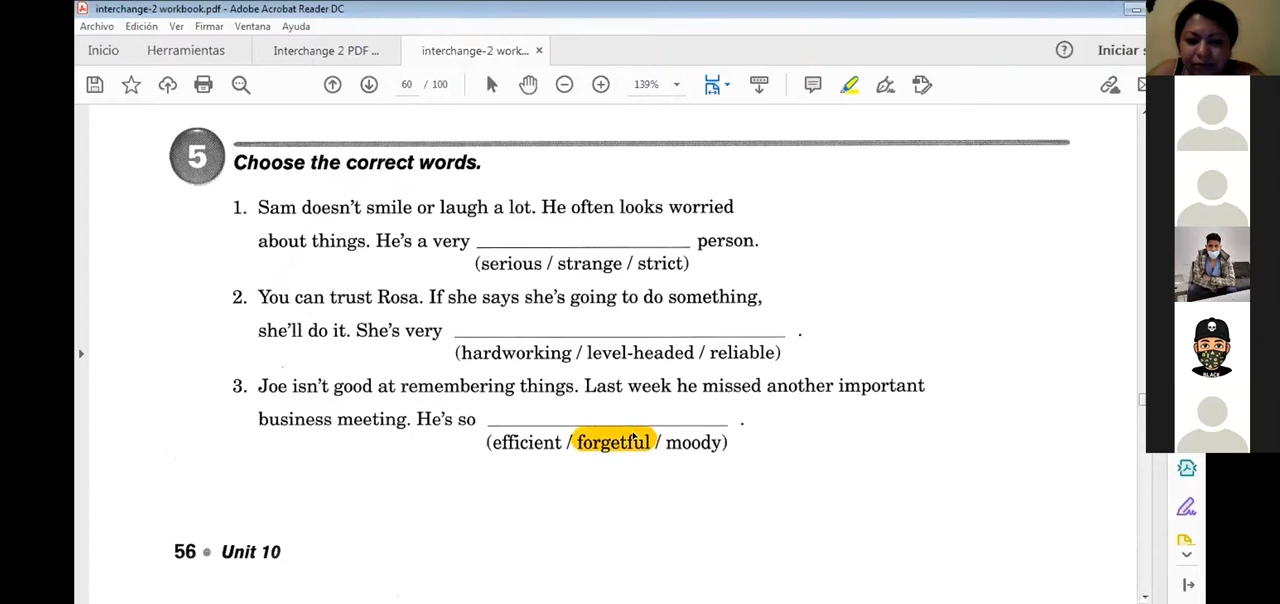 interchange-2 workbook.pdf - Adobe Acrobat Reader DC
Archivo Edición Ver Firmar Ventana Ayuda
Inicio Herramientas Interchange 2 PDF ... interchange-2 work... × Iniciar
60 / 100 139%
5
Choose the correct words.
1. Sam doesn't smile or laugh a lot. He often looks worried
about things. He's a very ______ person.
(serious / strange / strict)
2. You can trust Rosa. If she says she's going to do something,
she'll do it. She's very ______ .
(hardworking / level-headed / reliable)
3. Joe isn't good at remembering things. Last week he missed another important
business meeting. He's so ______ .
(efficient / forgetful / moody)
56 • Unit 10
BLACK